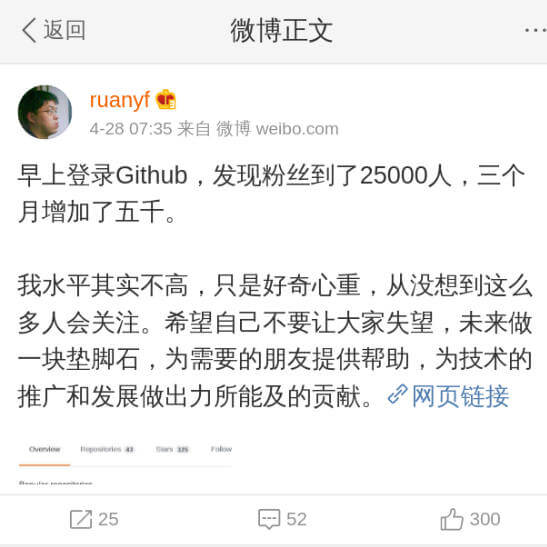 返回
微博正文
ruanyf
4-28 07:35 来自 微博 weibo.com
早上登录Github，发现粉丝到了25000人，三个
月增加了五千。
我水平其实不高，只是好奇心重，从没想到这么
多人会关注。希望自己不要让大家失望，未来做
一块垫脚石，为需要的朋友提供帮助，为技术的
推广和发展做出力所能及的贡献。网页链接
Overview Repositories 43 Stars 325 Follow
25 52 300